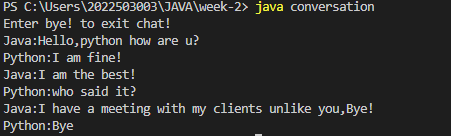 PS C:\Users\2022503003\JAVA\week-2> java conversation
Enter bye! to exit chat!
Java:Hello,python how are u?
Python:I am fine!
Java:I am the best!
Python:who said it?
Java:I have a meeting with my clients unlike you,Bye!
Python:Bye